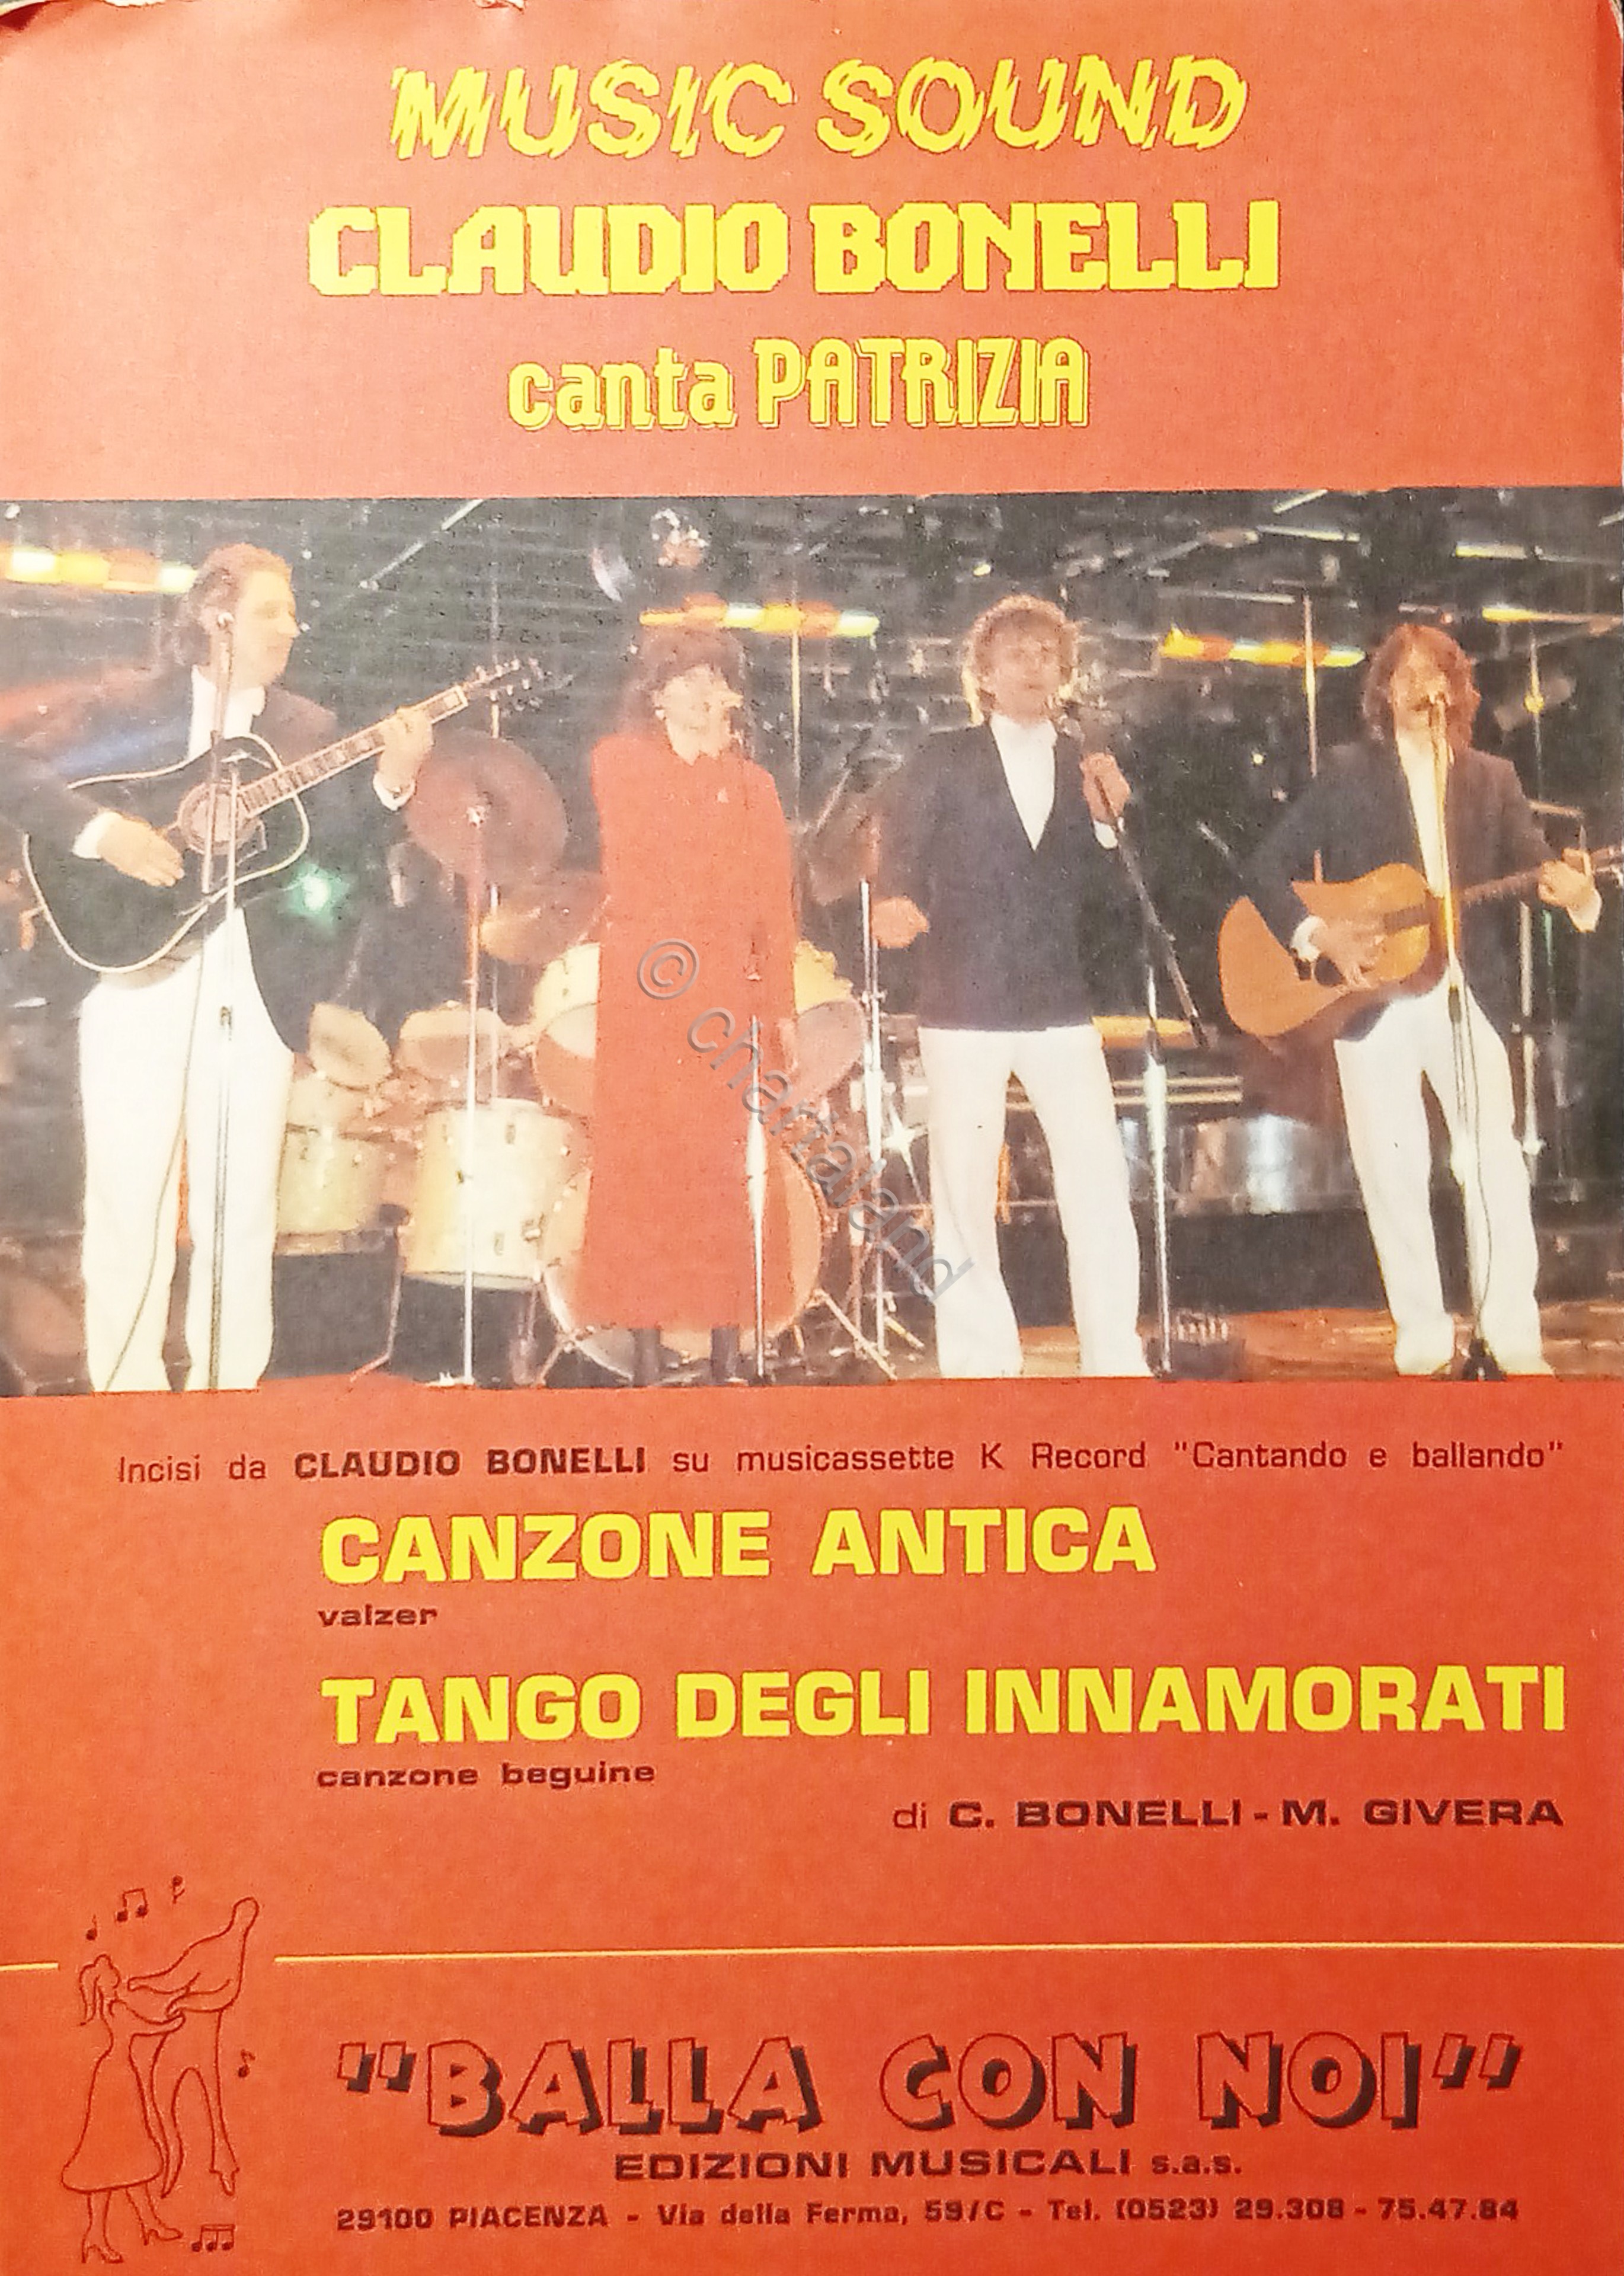 MUSIC SOUND
CLAUDIO BONELLI
canta PATRIZIA
© chartaland
Incisi da CLAUDIO BONELLI su musicassette K Record "Cantando e ballando"
CANZONE ANTICA
valzer
TANGO DEGLI INNAMORATI
canzone beguine
di C. BONELLI - M. GIVERA
"BALLA CON NOI"
EDIZIONI MUSICALI s.a.s.
29100 PIACENZA - Via della Ferma, 59/C - Tel. (0523) 29.308 - 75.47.84